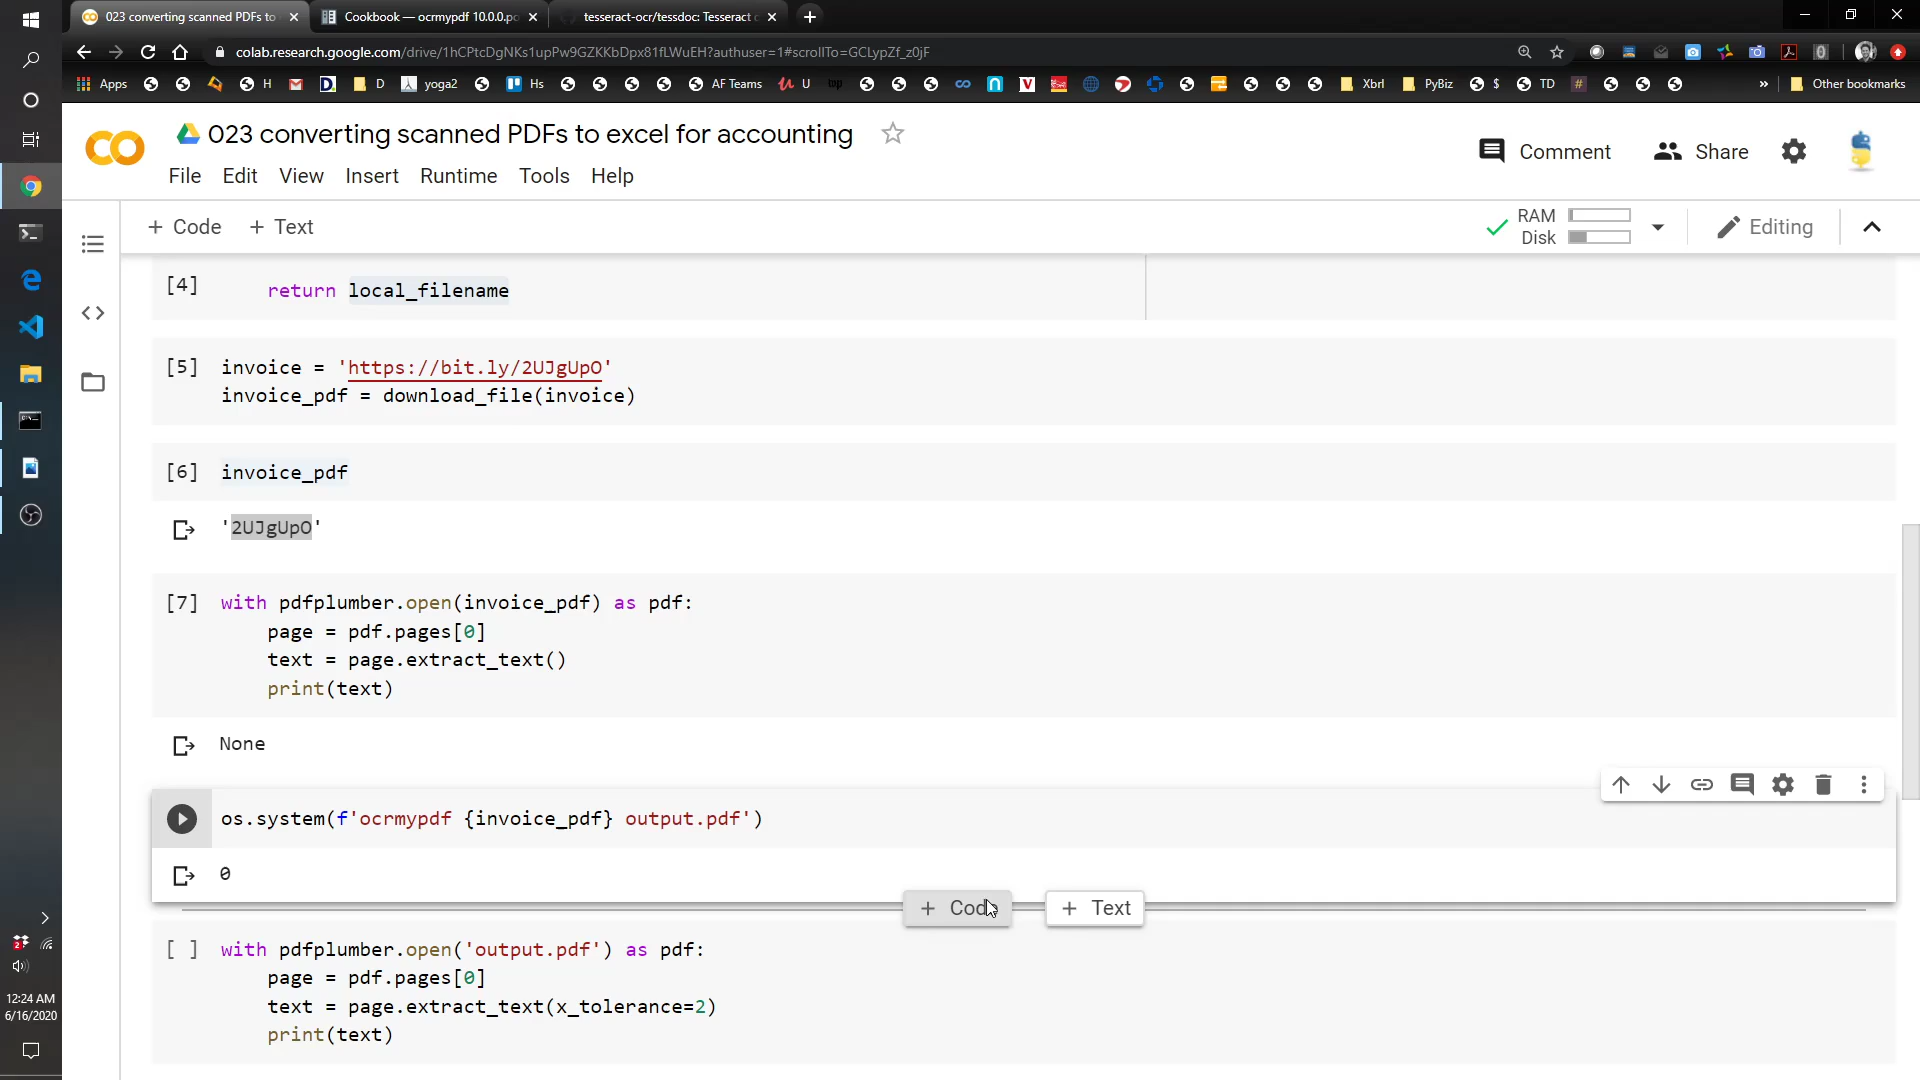 023 converting scanned PDFs to
Cookbook — ocrmypdf 10.0.0.po
tesseract-ocr/tessdoc: Tesseract
colab.research.google.com/drive/1hCPtcDgNKs1upPw9GZKKbDpx81fLWuEH?authuser=1#scrollTo=GCLypZf_z0jF
Apps H D yoga2 Hs AF Teams U Xbrl PyBiz $ TD # » Other bookmarks
023 converting scanned PDFs to excel for accounting
Comment Share
File Edit View Insert Runtime Tools Help
+ Code + Text
RAM
Disk
Editing
[4] return local_filename
[5] invoice = 'https://bit.ly/2UJgUpO'
invoice_pdf = download_file(invoice)
[6] invoice_pdf
'2UJgUpO'
[7] with pdfplumber.open(invoice_pdf) as pdf:
page = pdf.pages[0]
text = page.extract_text()
print(text)
None
os.system(f'ocrmypdf {invoice_pdf} output.pdf')
0
+ Code + Text
[ ] with pdfplumber.open('output.pdf') as pdf:
page = pdf.pages[0]
text = page.extract_text(x_tolerance=2)
print(text)
12:24 AM
6/16/2020